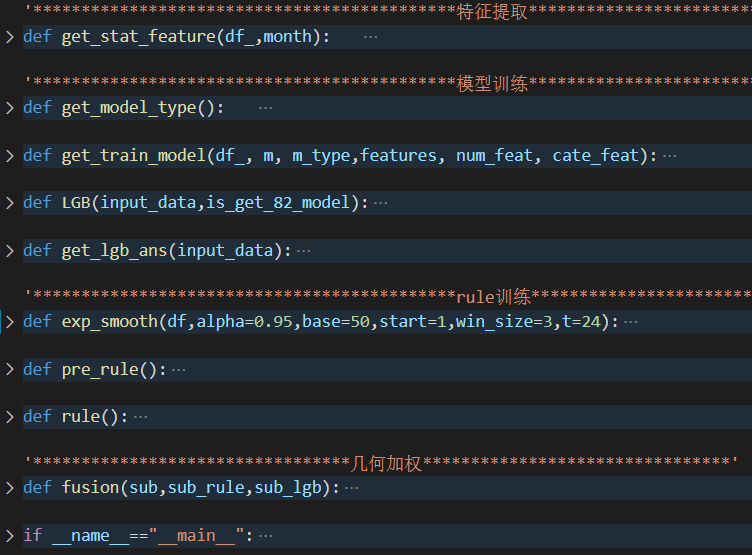 '********************************************特征提取***********************
def get_stat_feature(df_,month): ···
'********************************************模型训练***********************
def get_model_type(): ···
def get_train_model(df_, m, m_type,features, num_feat, cate_feat):···
def LGB(input_data,is_get_82_model):···
def get_lgb_ans(input_data):···
'********************************************rule训练***********************
def exp_smooth(df,alpha=0.95,base=50,start=1,win_size=3,t=24):···
def pre_rule():···
def rule():···
'*********************************几何加权********************************'
def fusion(sub,sub_rule,sub_lgb):···
if __name__=="__main__":···